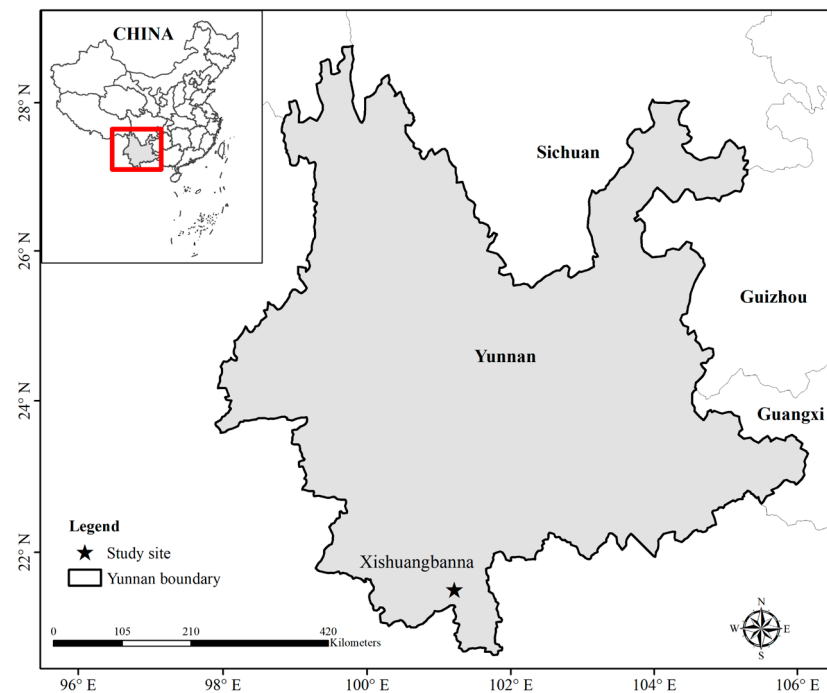 CHINA
28° N
Sichuan
26° N
Guizhou
Yunnan
24° N
Guangxi
Legend
Study site
Yunnan boundary
22° N
Xishuangbanna
0 105 210 420
Kilometers
N
W E
S
96° E 98° E 100° E 102° E 104° E 106° E